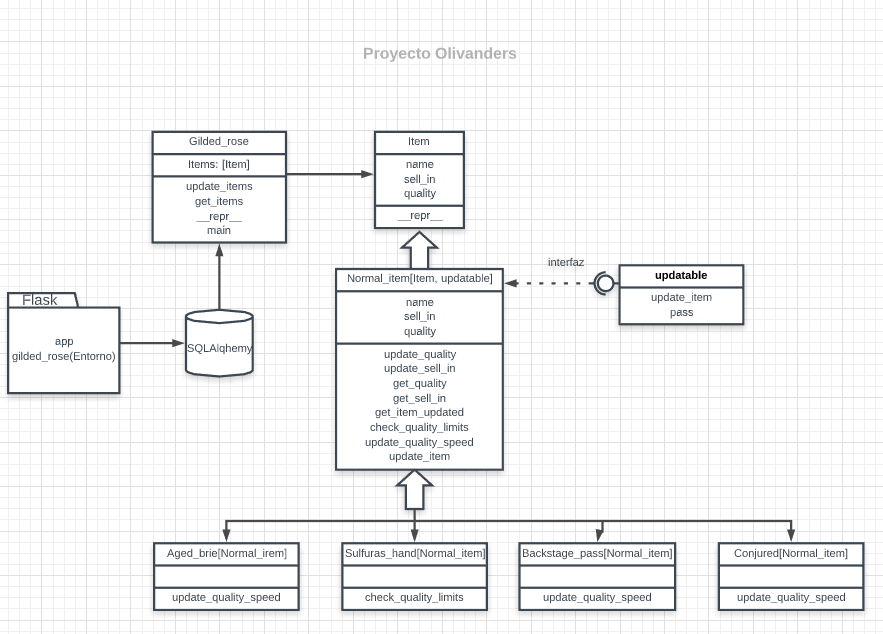 Proyecto Olivanders
Gilded_rose
Items: [Item]
update_items
get_items
__repr__
main
Item
name
sell_in
quality
__repr__
interfaz
updatable
update_item
pass
Normal_item[Item, updatable]
name
sell_in
quality
update_quality
update_sell_in
get_quality
get_sell_in
get_item_updated
check_quality_limits
update_quality_speed
update_item
Flask
app
gilded_rose(Entorno)
SQLAlqhemy
Aged_brie[Normal_irem]
update_quality_speed
Sulfuras_hand[Normal_item]
check_quality_limits
Backstage_pass[Normal_item]
update_quality_speed
Conjured[Normal_item]
update_quality_speed